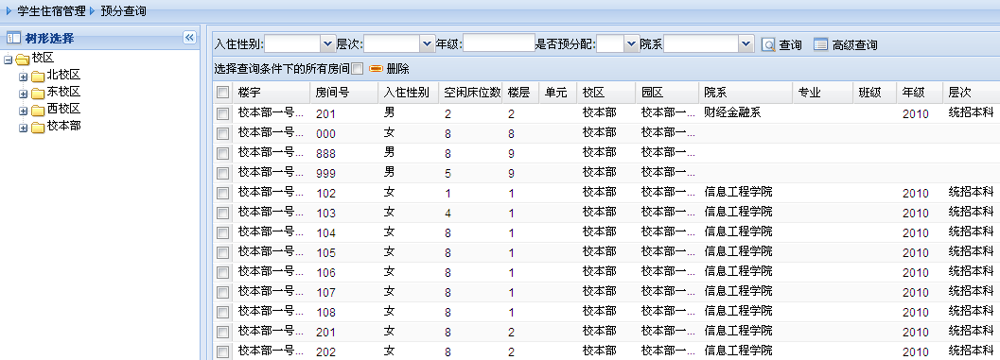 学生住宿管理 预分查询
树形选择
校区
北校区
东校区
西校区
校本部
入住性别: 层次: 年级: 是否预分配: 院系 查询 高级查询
选择查询条件下的所有房间 删除
楼宇 房间号 入住性别 空闲床位数 楼层 单元 校区 园区 院系 专业 班级 年级 层次
校本部一号... 201 男 2 2 校本部 校本部一... 财经金融系 2010 统招本科
校本部一号... 000 女 8 8 校本部 校本部一...
校本部一号... 888 男 8 9 校本部 校本部一...
校本部一号... 999 男 5 9 校本部 校本部一...
校本部一号... 102 女 1 1 校本部 校本部一... 信息工程学院 2010 统招本科
校本部一号... 103 女 4 1 校本部 校本部一... 信息工程学院 2010 统招本科
校本部一号... 104 女 8 1 校本部 校本部一... 信息工程学院 2010 统招本科
校本部一号... 105 女 8 1 校本部 校本部一... 信息工程学院 2010 统招本科
校本部一号... 106 女 8 1 校本部 校本部一... 信息工程学院 2010 统招本科
校本部一号... 107 女 8 1 校本部 校本部一... 信息工程学院 2010 统招本科
校本部一号... 108 女 8 1 校本部 校本部一... 信息工程学院 2010 统招本科
校本部一号... 201 女 8 2 校本部 校本部一... 信息工程学院 2010 统招本科
校本部一号... 202 女 8 2 校本部 校本部一... 信息工程学院 2010 统招本科